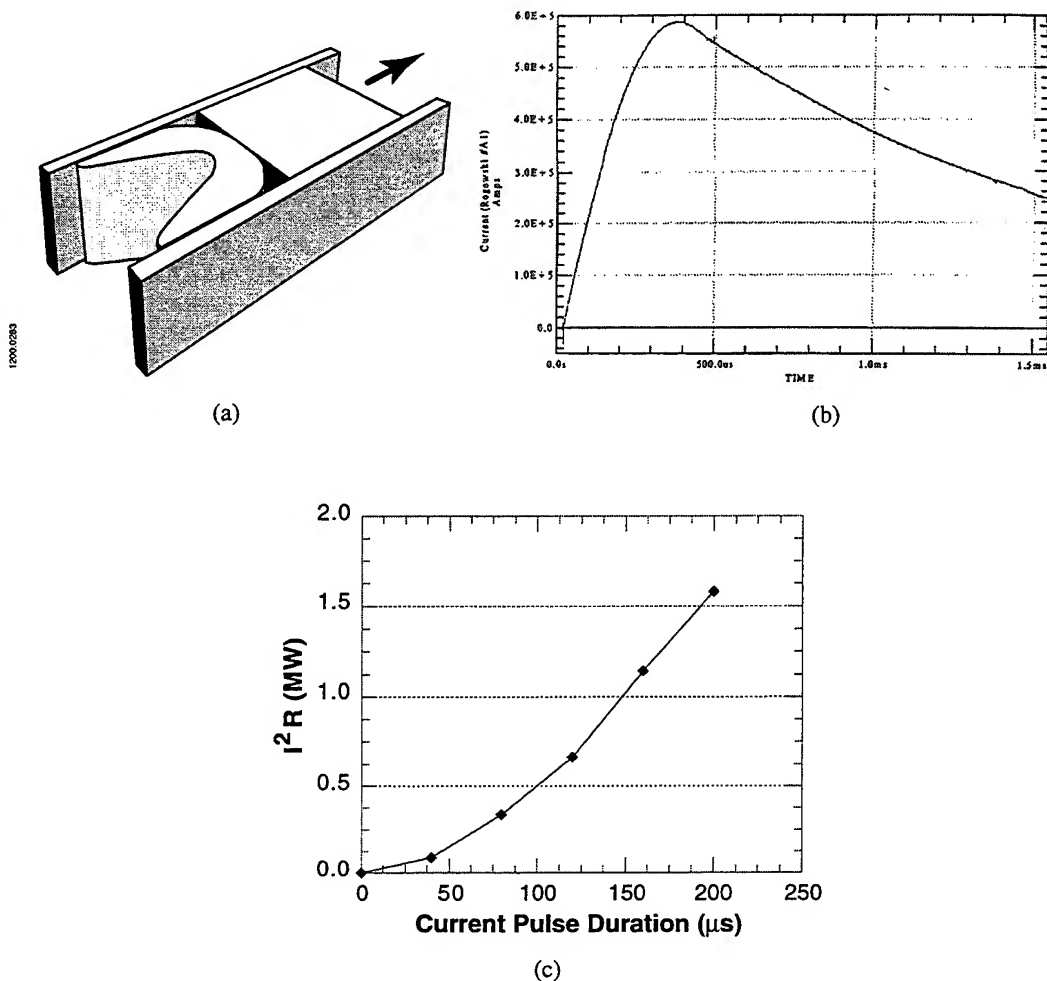 1200.0283
(a)
6.0E + 5
5.0E + 5
4.0E + 5
3.0E + 5
2.0E + 5
1.0E + 5
0.0
Current (Rogowski #A1)
Amps
0.0s
500.0us
1.0ms
1.5ms
TIME
(b)
2.0
1.5
1.0
0.5
0.0
I²R (MW)
0
50
100
150
200
250
Current Pulse Duration (μs)
(c)